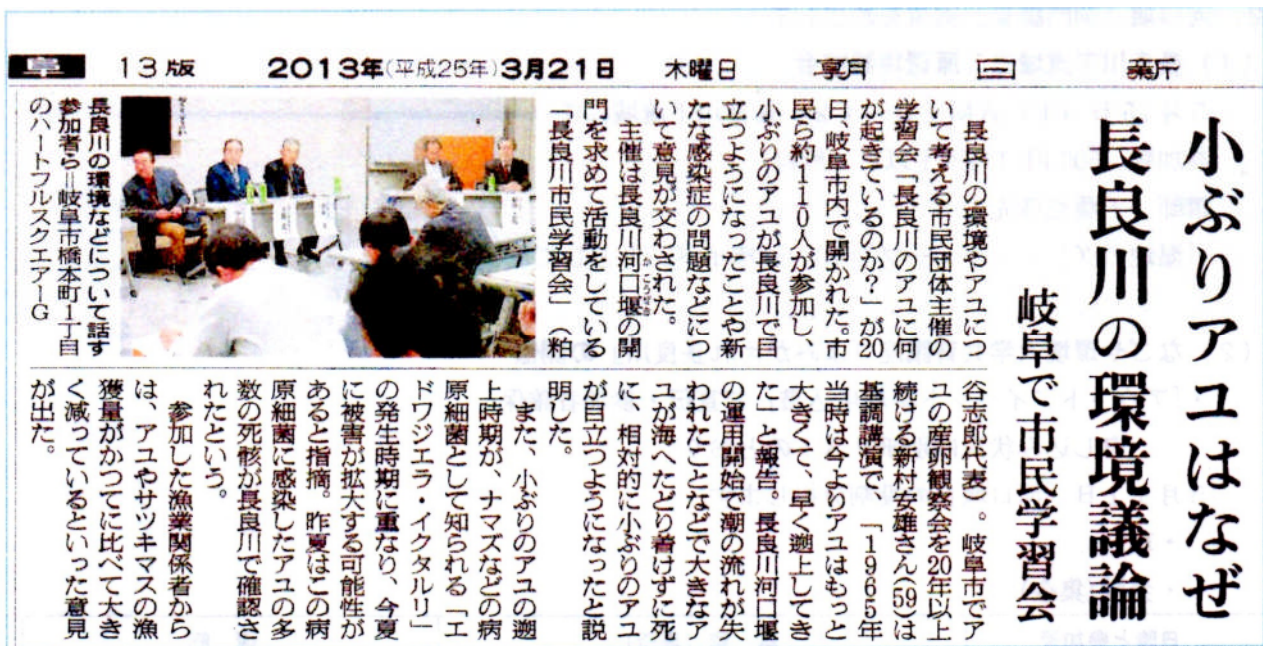 13版
2013年(平成25年)3月21日
木曜日
小ぶりアユはなぜ
長良川の環境議論
岐阜で市民学習会
長良川の環境やアユにつ
いて考える市民団体主催の
学習会「長良川のアユに何
が起きているのか?」が20
日、岐阜市内で開かれた。市
民ら約110人が参加し、
小ぶりのアユが長良川で目
立つようになったことや新
たな感染症の問題などにつ
いて意見が交わされた。
主催は長良川河口堰の開
かこうぜき
門を求めて活動をしている
「長良川市民学習会」(粕
谷志郎代表)。岐阜市でア
ユの産卵観察会を20年以上
続ける新村安雄さん(59)は
基調講演で、「1965年
当時は今よりアユはもっと
大きくて、早く遡上してき
た」と報告。長良川河口堰
の運用開始で潮の流れが失
われたことなどで大きなア
ユが海へたどり着けずに死
に、相対的に小ぶりのアユ
が目立つようになったと説
明した。
また、小ぶりのアユの遡
上時期が、ナマズなどの病
原細菌として知られる「エ
ドワジエラ・イクタルリ」
の発生時期に重なり、今夏
に被害が拡大する可能性が
あると指摘。昨夏はこの病
原細菌に感染したアユの多
数の死骸が長良川で確認さ
れたという。
参加した漁業関係者から
は、アユやサツキマスの漁
獲量がかつてに比べて大き
く減っているといった意見
が出た。
長良川の環境などについて話す
参加者ら=岐阜市橋本町1丁目
のハートフルスクエアーG